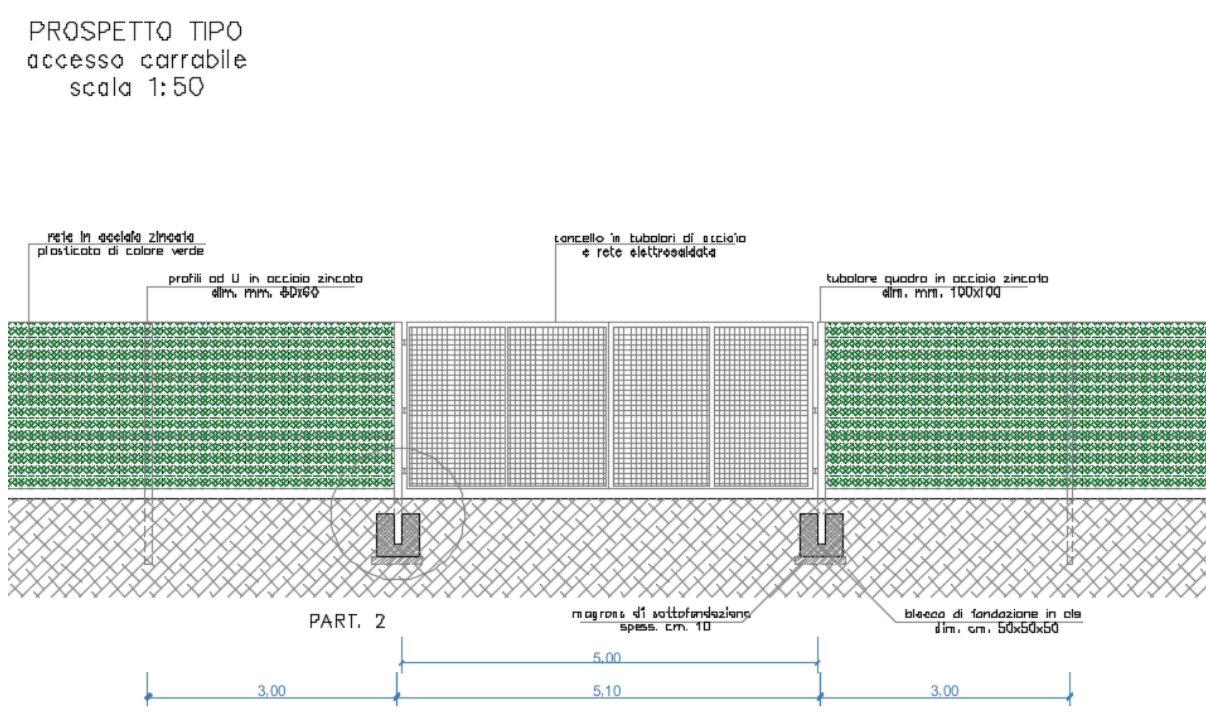 PROSPETTO TIPO
accesso carrabile
scala 1:50
rete in acciaio zincato
plasticato di colore verde
cancello in tubolari di acciaio
e rete elettrosaldata
profili ad U in acciaio zincato
dim. mm. 80x60
tubolare quadro in acciaio zincato
dim. mm. 100x100
PART. 2
magrone di sottofondazione
spess. cm. 10
blocco di fondazione in cls
dim. cm. 50x50x50
5,00
3,00
5,10
3,00